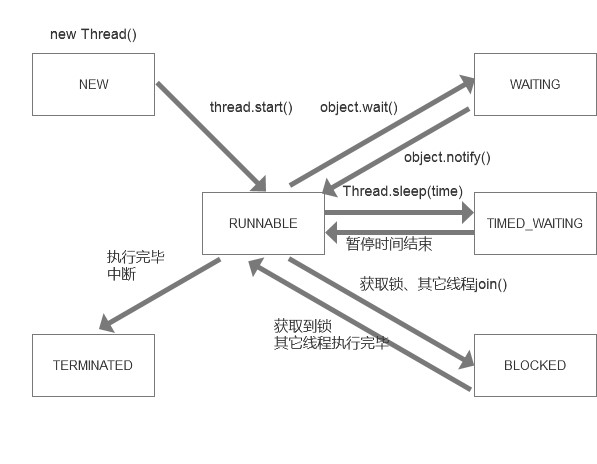 new Thread()
NEW
WAITING
thread.start()
object.wait()
object.notify()
Thread.sleep(time)
RUNNABLE
TIMED_WAITING
暂停时间结束
执行完毕
中断
获取锁、其它线程join()
获取到锁
其它线程执行完毕
TERMINATED
BLOCKED